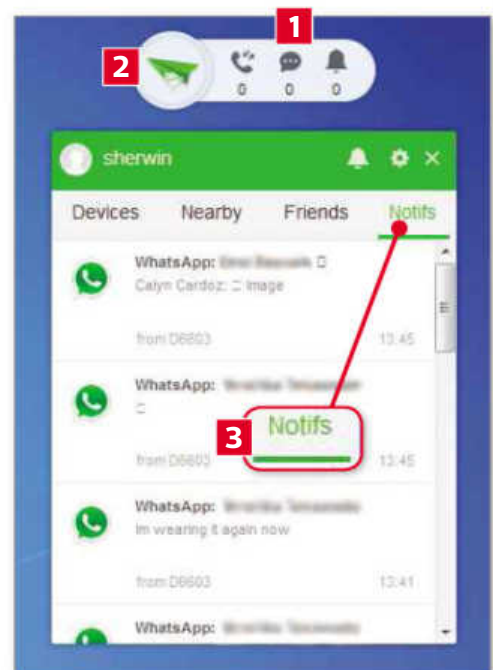 1
2
0 0 0
sherwin
Devices Nearby Friends Notifs
WhatsApp:
Calyn Cardoz: Image
from D6603 13:45
WhatsApp:
3 Notifs
from D6603 13:45
WhatsApp:
Im wearing it again now
from D6603 13:41
WhatsApp: